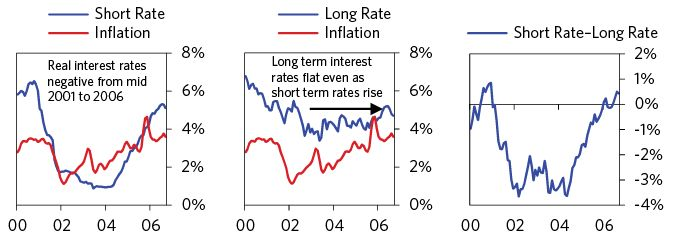 Short Rate
Inflation
8%
6%
4%
2%
0%
Real interest rates
negative from mid
2001 to 2006
00 02 04 06
Long Rate
Inflation
8%
6%
4%
2%
0%
Long term interest
rates flat even as
short term rates rise
00 02 04 06
Short Rate–Long Rate
2%
1%
0%
-1%
-2%
-3%
-4%
00 02 04 06